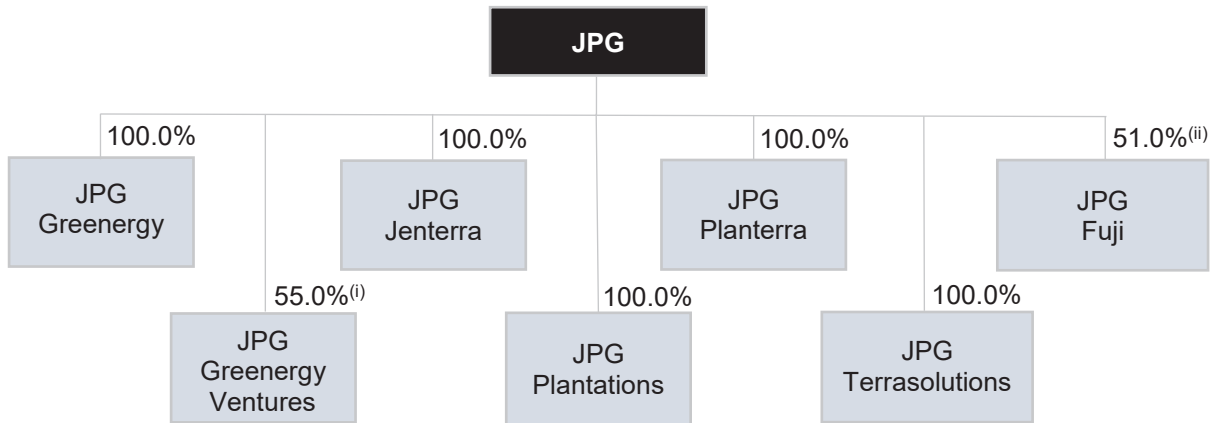 JPG
100.0%
100.0%
100.0%
51.0%(ii)
JPG
Greenergy
JPG
Jenterra
JPG
Planterra
JPG
Fuji
55.0%(i)
100.0%
100.0%
JPG
Greenergy
Ventures
JPG
Plantations
JPG
Terrasolutions